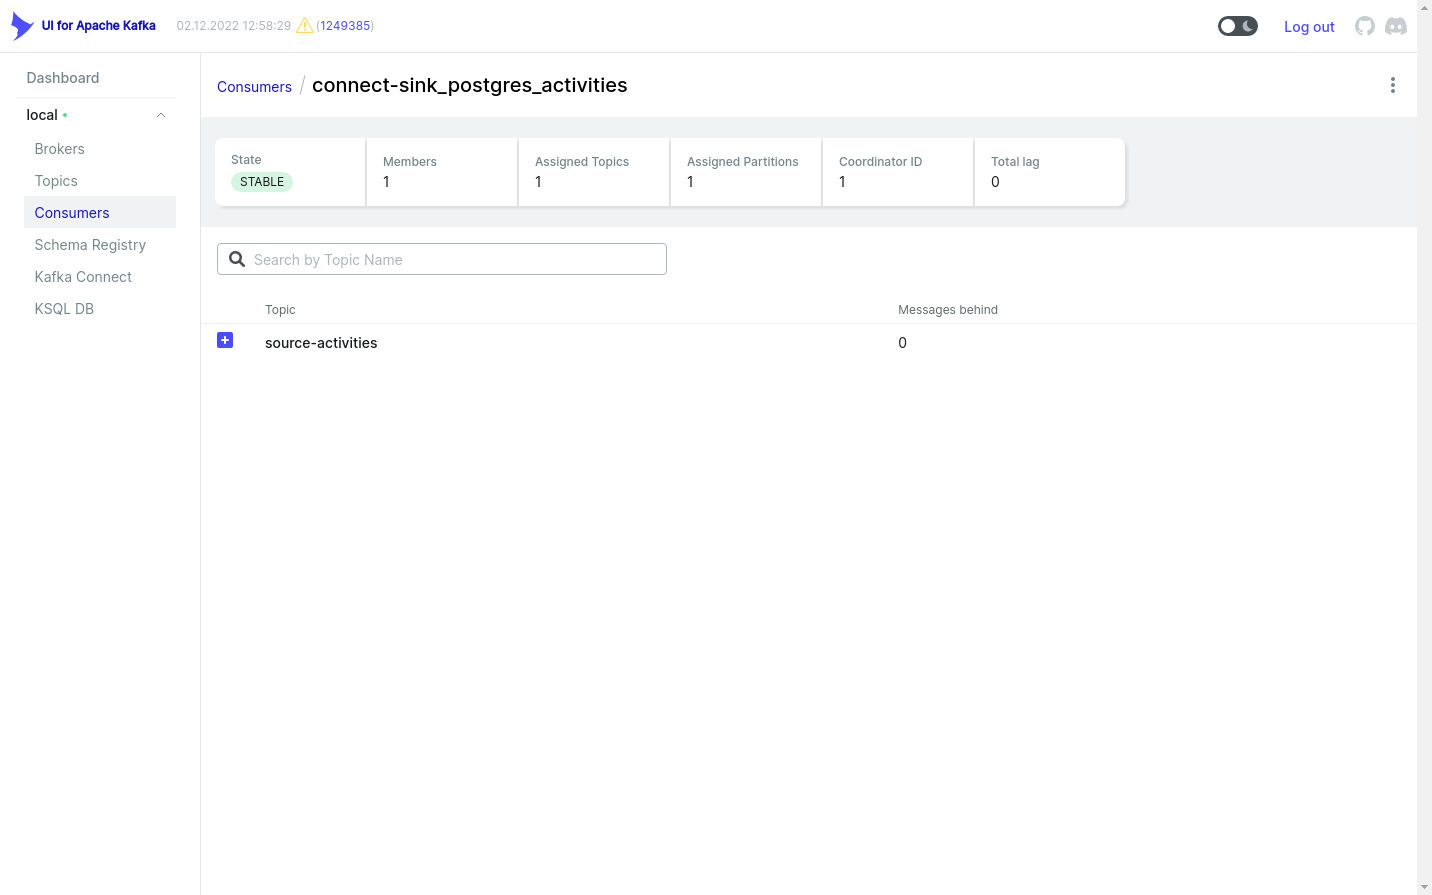 UI for Apache Kafka 02.12.2022 12:58:29 (1249385) Log out
Dashboard
local
Brokers
Topics
Consumers
Schema Registry
Kafka Connect
KSQL DB
Consumers / connect-sink_postgres_activities
State Members Assigned Topics Assigned Partitions Coordinator ID Total lag
STABLE 1 1 1 1 0
Search by Topic Name
Topic Messages behind
source-activities 0